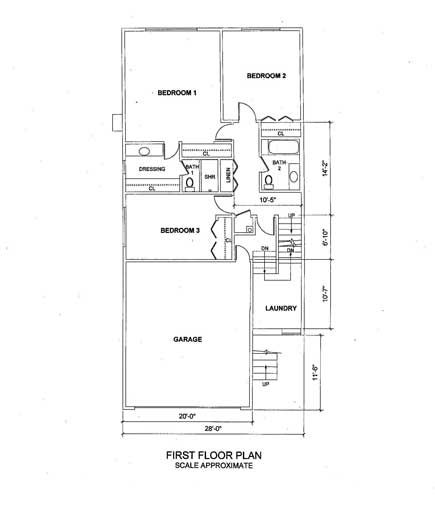 BEDROOM 1
BEDROOM 2
CL
CL
DRESSING
BATH
1
SHR
LINEN
BATH
2
CL
14'-2"
10'-5"
BEDROOM 3
CL
UP
DN
DN
6'-10"
10'-7"
LAUNDRY
GARAGE
UP
11'-6"
20'-0"
28'-0"
FIRST FLOOR PLAN
SCALE APPROXIMATE